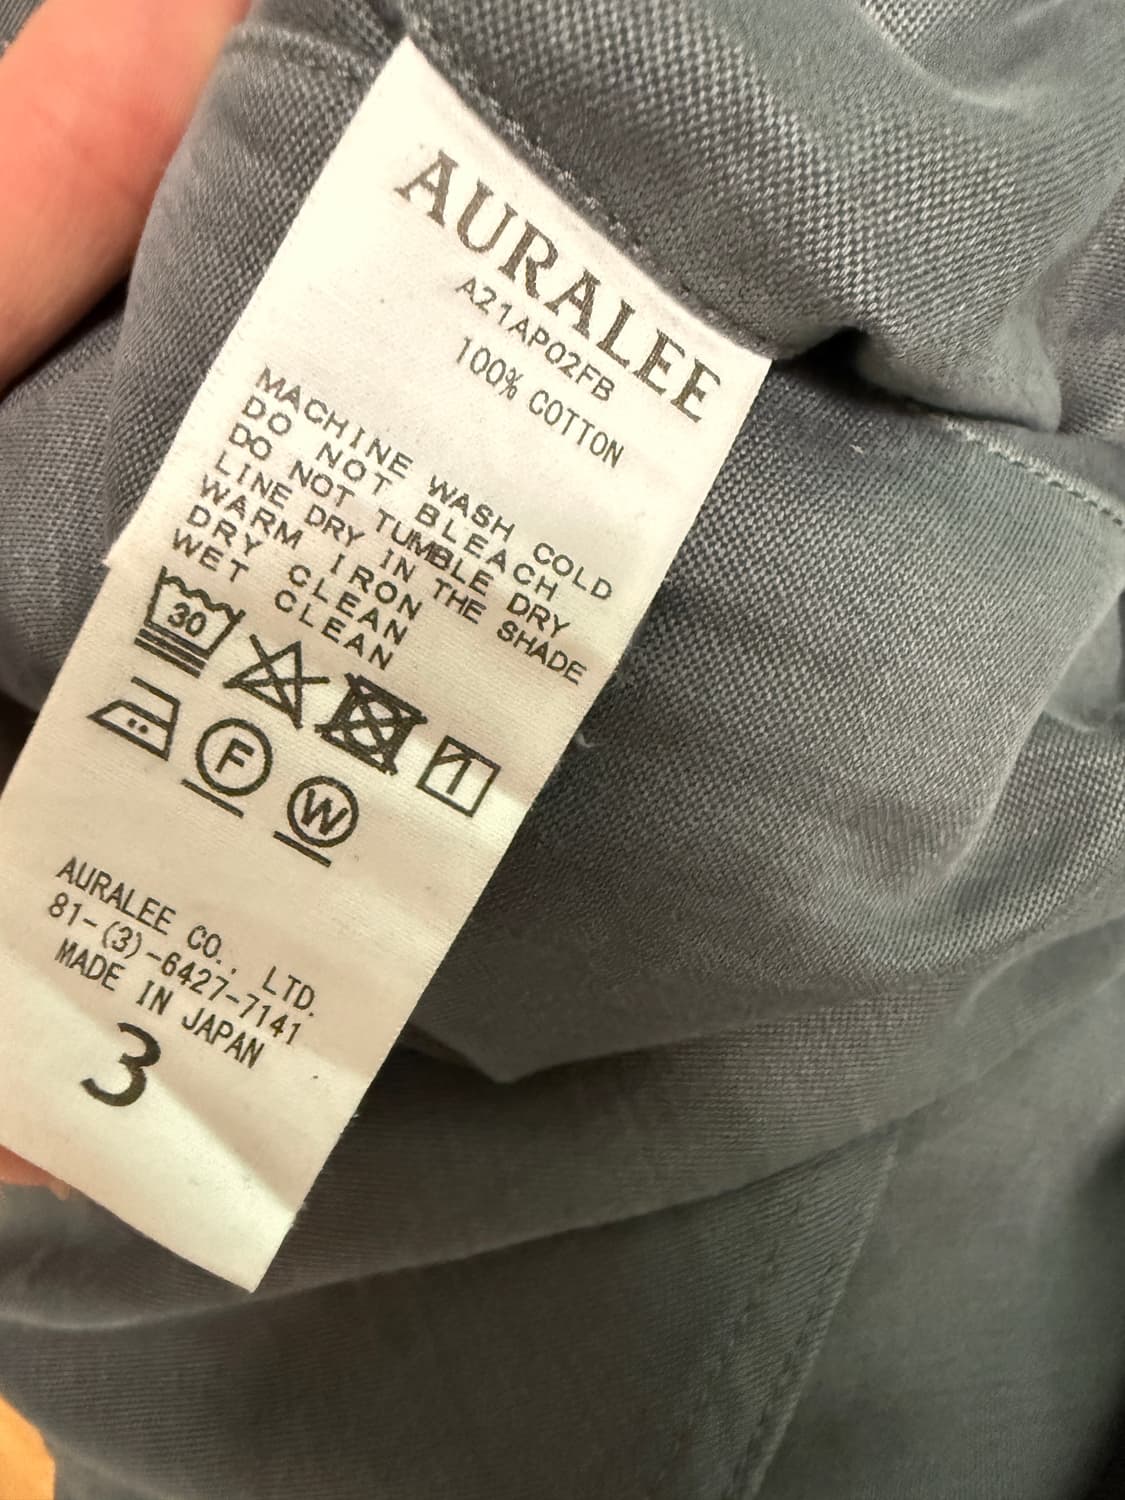 AURALEE
A21AP02FB
100% COTTON
MACHINE WASH COLD
DO NOT BLEACH
DO NOT TUMBLE DRY
LINE DRY IN THE SHADE
WARM IRON
DRY CLEAN
WET CLEAN
30
F
W
AURALEE CO., LTD.
81-(3)-6427-7141
MADE IN JAPAN
3